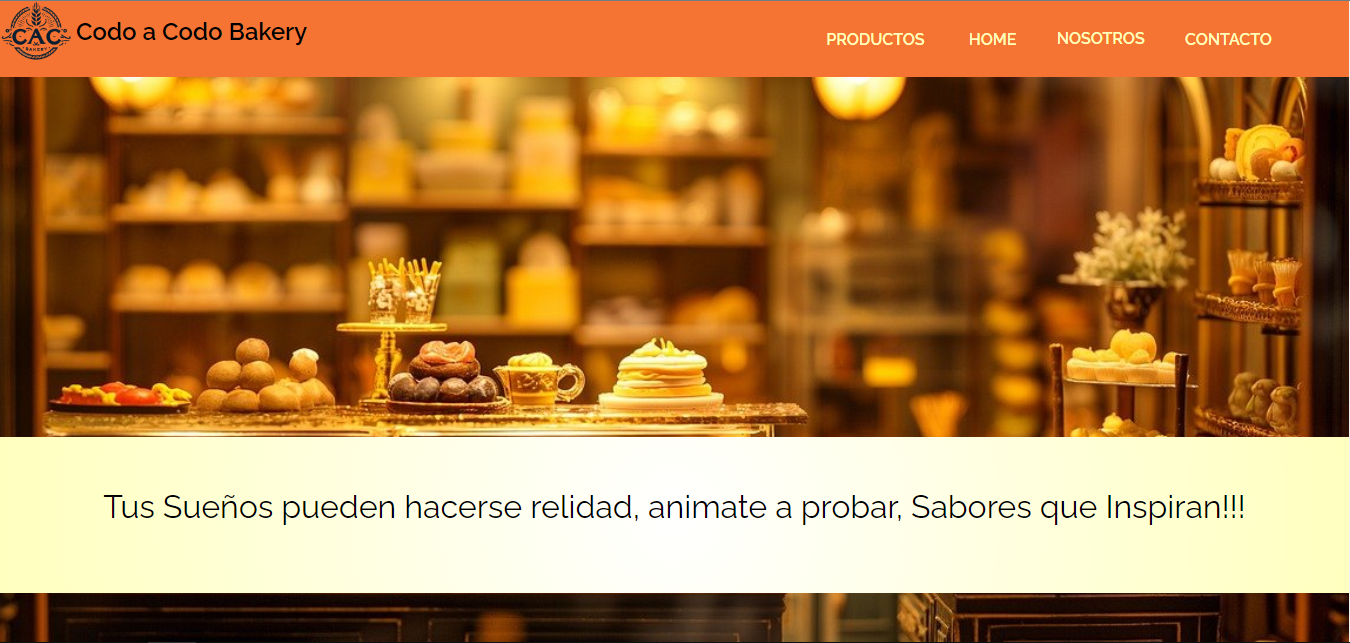 CAC
BAKERY
Codo a Codo Bakery
PRODUCTOS
HOME
NOSOTROS
CONTACTO
Tus Sueños pueden hacerse relidad, animate a probar, Sabores que Inspiran!!!